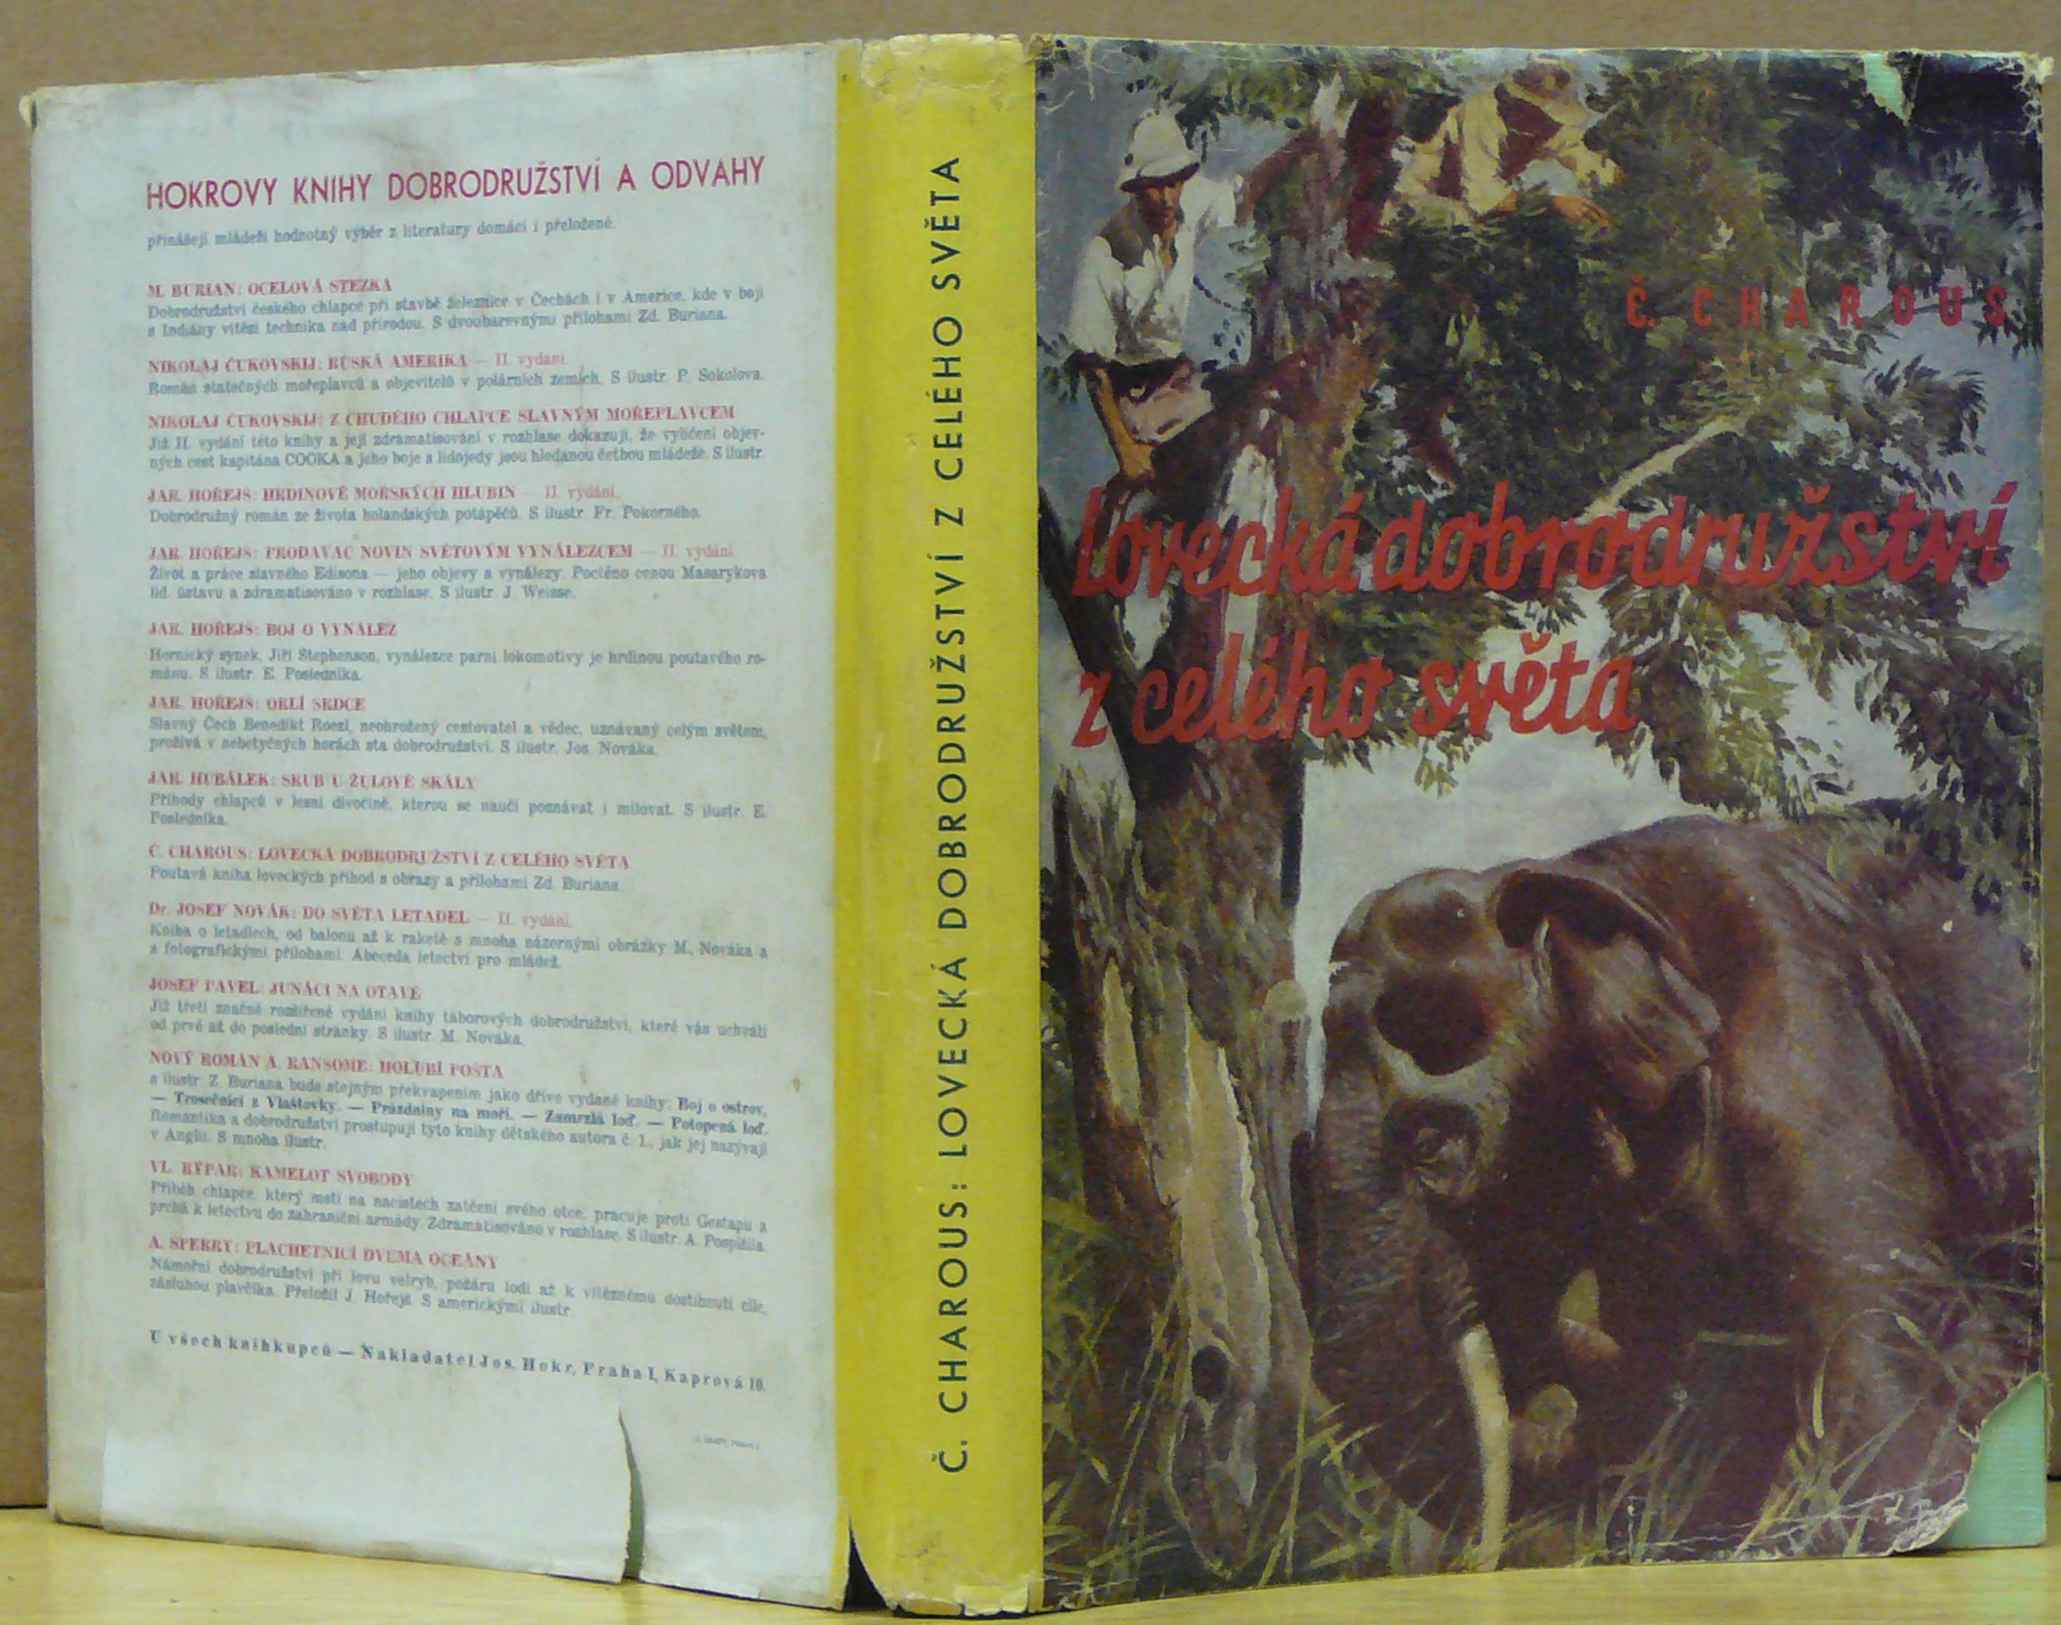 HOKROVY KNIHY DOBRODRUŽSTVÍ A ODVAHY
přinášejí mládeži hodnotný výběr z literatury domácí i přeložené.
M. BURIAN: OCELOVÁ STEZKA
Dobrodružství českého chlapce při stavbě železnice v Čechách i v Americe, kde v boji
s Indiány vítězí technika nad přírodou. S dvoubarevnými přílohami Zd. Buriana.
NIKOLAJ ČUKOVSKIJ: RUSKÁ AMERIKA — II. vydání.
Román statečných mořeplavců a objevitelů v polárních zemích. S ilustr. P. Sokolova.
NIKOLAJ ČUKOVSKIJ: Z CHUDÉHO CHLAPCE SLAVNÝM MOŘEPLAVCEM
Již II. vydání této knihy a její zdramatisování v rozhlase dokazují, že vylíčení objev-
ných cest kapitána COOKA a jeho boje s lidojedy jsou hledanou četbou mládeže. S ilustr.
JAR. HOŘEJŠ: HRDINOVÉ MOŘSKÝCH HLUBIN — II. vydání.
Dobrodružný román ze života holandských potápěčů. S ilustr. Fr. Pokorného.
JAR. HOŘEJŠ: PRODAVAČ NOVIN SVĚTOVÝM VYNÁLEZCEM — II. vydání.
Život a práce slavného Edisona — jeho objevy a vynálezy. Poctěno cenou Masarykova
lid. ústavu a zdramatisováno v rozhlase. S ilustr. J. Weisse.
JAR. HOŘEJŠ: BOJ O VYNÁLEZ
Hornický synek, Jiří Stephenson, vynálezce parní lokomotivy je hrdinou poutavého ro-
mánu. S ilustr. E. Posledníka.
JAR. HOŘEJŠ: ORLÍ SRDCE
Slavný Čech Benedikt Roezl, neohrožený cestovatel a vědec, uznávaný celým světem,
prožívá v nebetyčných horách sta dobrodružství. S ilustr. Jos. Nováka.
JAR. HUBÁLEK: SRUB U ŽULOVÉ SKÁLY
Příhody chlapců v lesní divočině, kterou se naučí poznávat i milovat. S ilustr. E.
Posledníka.
Č. CHAROUS: LOVECKÁ DOBRODRUŽSTVÍ Z CELÉHO SVĚTA
Poutavá kniha loveckých příhod s obrazy a přílohami Zd. Buriana.
Dr. JOSEF NOVÁK: DO SVĚTA LETADEL — II. vydání.
Kniha o letadlech, od balonu až k raketě s mnoha názornými obrázky M. Nováka a
s fotografickými přílohami. Abeceda letectví pro mládež.
JOSEF PAVEL: JUNÁCI NA OTAVĚ
Již třetí značně rozšířené vydání knihy táborových dobrodružství, které vás uchvátí
od prvé až do poslední stránky. S ilustr. M. Nováka.
NOVÝ ROMÁN A. RANSOME: HOLUBÍ POŠTA
s ilustr. Z. Buriana bude stejným překvapením jako dříve vydané knihy: Boj o ostrov,
— Trosečníci z Vlaštovky. — Prázdniny na moři. — Zamrzlá loď. — Potopená loď.
Romantika a dobrodružství prostupují tyto knihy dětského autora č. 1., jak jej nazývají
v Anglii. S mnoha ilustr.
VL. RÝPAR: KAMELOT SVOBODY
Příběh chlapce, který mstí na nacistech zatčení svého otce, pracuje proti Gestapu a
prchá k letectvu do zahraniční armády. Zdramatisováno v rozhlase. S ilustr. A. Pospíšila.
A. SPERRY: PLACHETNICÍ DVĚMA OCEÁNY
Námořní dobrodružství při lovu velryb, požáru lodi až k vítěznému dostihnutí cíle,
zásluhou plavčíka. Přeložil J. Hořejš. S americkými ilustr.
U všech knihkupců — Nakladatel Jos. Hokr, Praha I, Kaprová 10.
Č. CHAROUS: LOVECKÁ DOBRODRUŽSTVÍ Z CELÉHO SVĚTA
Č. CHAROUS
Lovecká dobrodružství
z celého světa